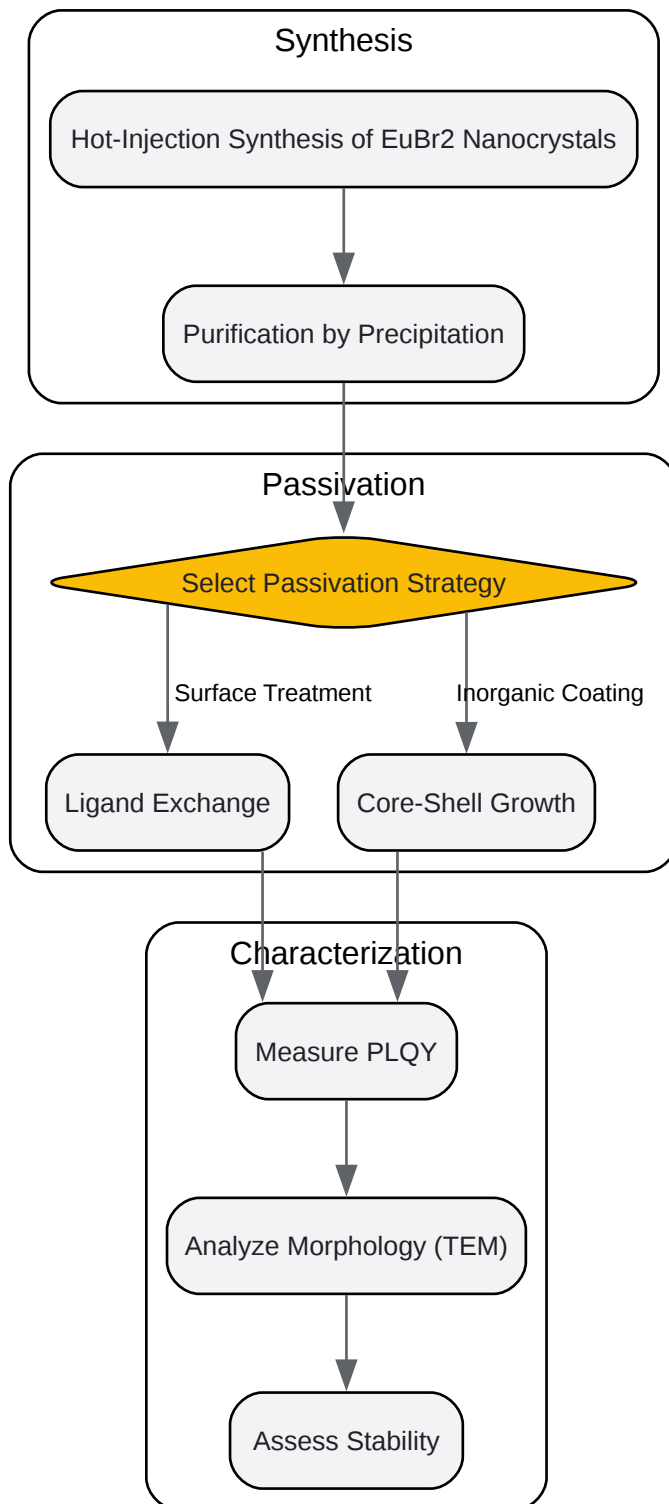 Synthesis
Hot-Injection Synthesis of EuBr2 Nanocrystals
Purification by Precipitation
Passivation
Select Passivation Strategy
Surface Treatment
Inorganic Coating
Ligand Exchange
Core-Shell Growth
Characterization
Measure PLQY
Analyze Morphology (TEM)
Assess Stability